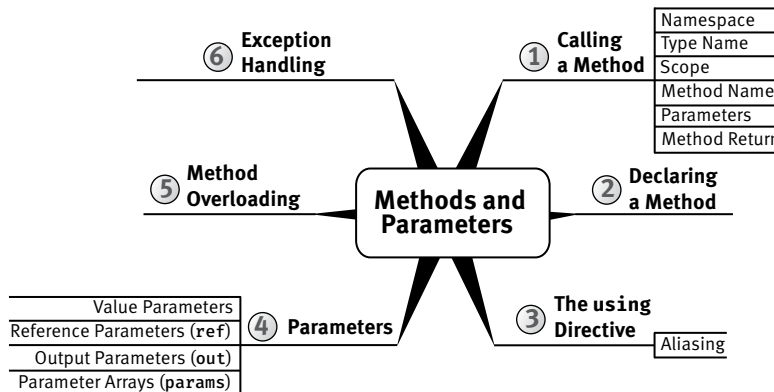 Methods and
Parameters
1 Calling
a Method
Namespace
Type Name
Scope
Method Name
Parameters
Method Return
2 Declaring
a Method
3 The using
Directive
Aliasing
4 Parameters
Value Parameters
Reference Parameters (ref)
Output Parameters (out)
Parameter Arrays (params)
5 Method
Overloading
6 Exception
Handling